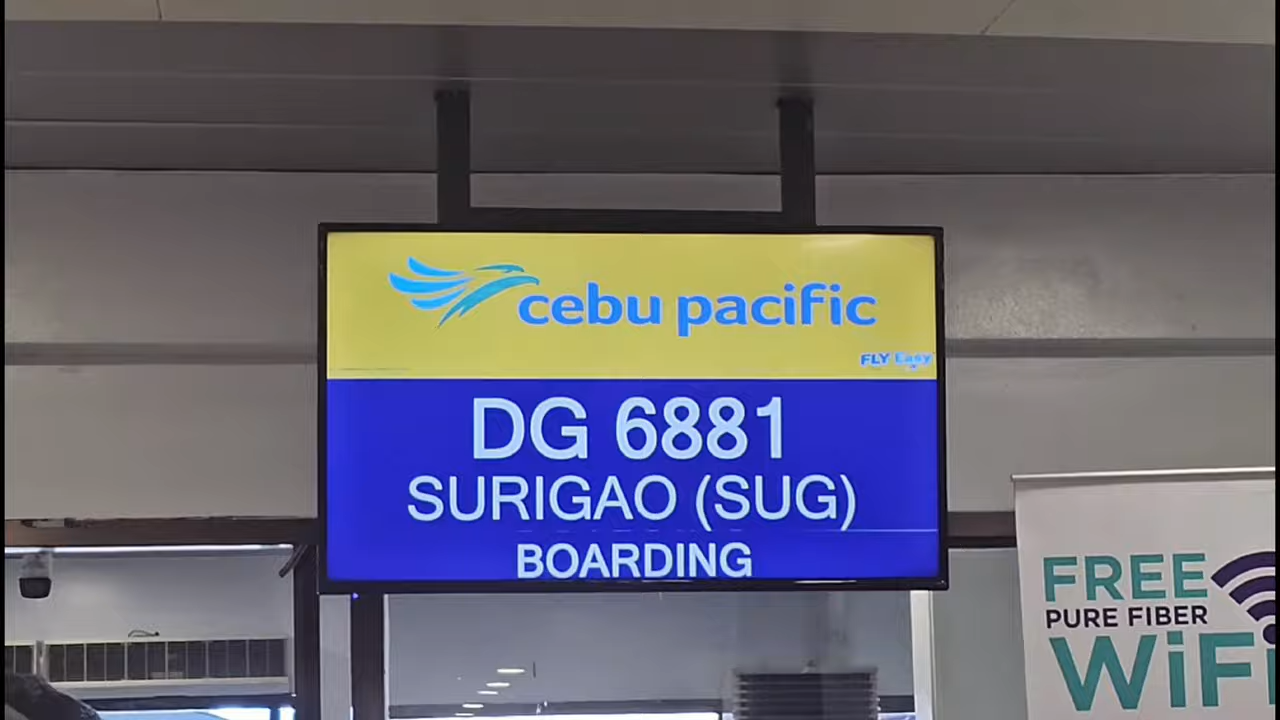 cebu pacific
FLY Easy
DG 6881
SURIGAO (SUG)
BOARDING
FREE
PURE FIBER
WiFi